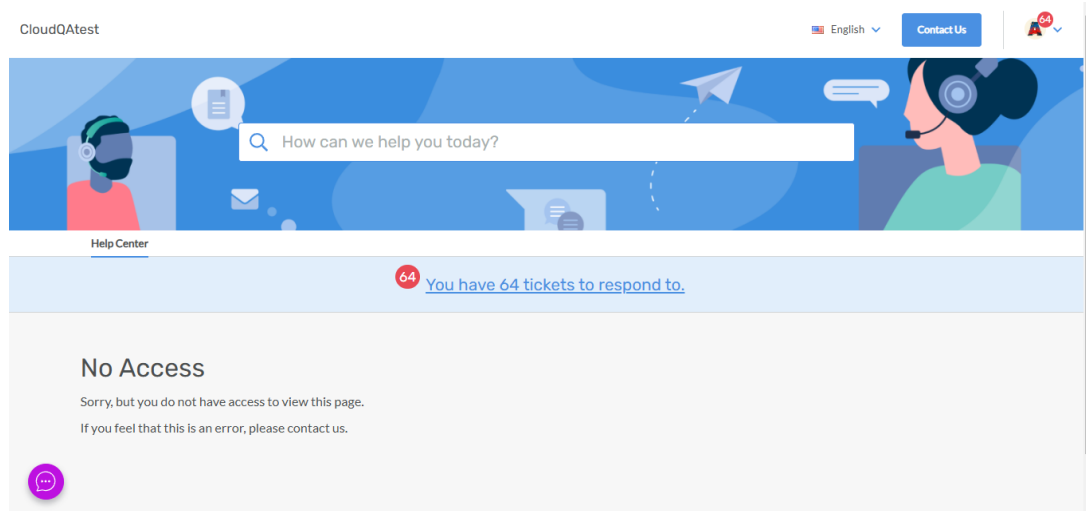 CloudQAtest
English
Contact Us
A
64
How can we help you today?
Help Center
64
You have 64 tickets to respond to.
No Access
Sorry, but you do not have access to view this page.
If you feel that this is an error, please contact us.